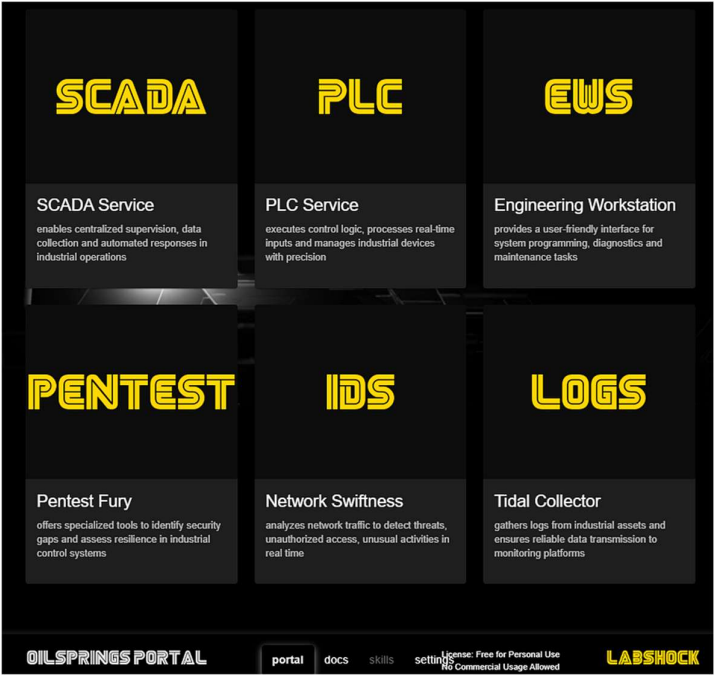 SCADA
PLC
EWS
SCADA Service
enables centralized supervision, data
collection and automated responses in
industrial operations
PLC Service
executes control logic, processes real-time
inputs and manages industrial devices
with precision
Engineering Workstation
provides a user-friendly interface for
system programming, diagnostics and
maintenance tasks
PENTEST
IDS
LOGS
Pentest Fury
offers specialized tools to identify security
gaps and assess resilience in industrial
control systems
Network Swiftness
analyzes network traffic to detect threats,
unauthorized access, unusual activities in
real time
Tidal Collector
gathers logs from industrial assets and
ensures reliable data transmission to
monitoring platforms
OILSPRINGS PORTAL
portal
docs
skills
settings
License: Free for Personal Use
No Commercial Usage Allowed
LABSHOCK